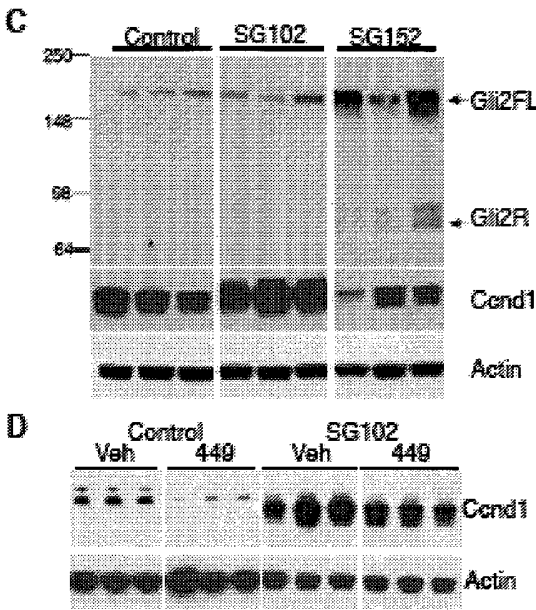 C
Control SG102 SG152
250
148
98
64
Gli2FL
Gli2R
Ccnd1
Actin
D
Control SG102
Veh 449 Veh 449
Ccnd1
Actin